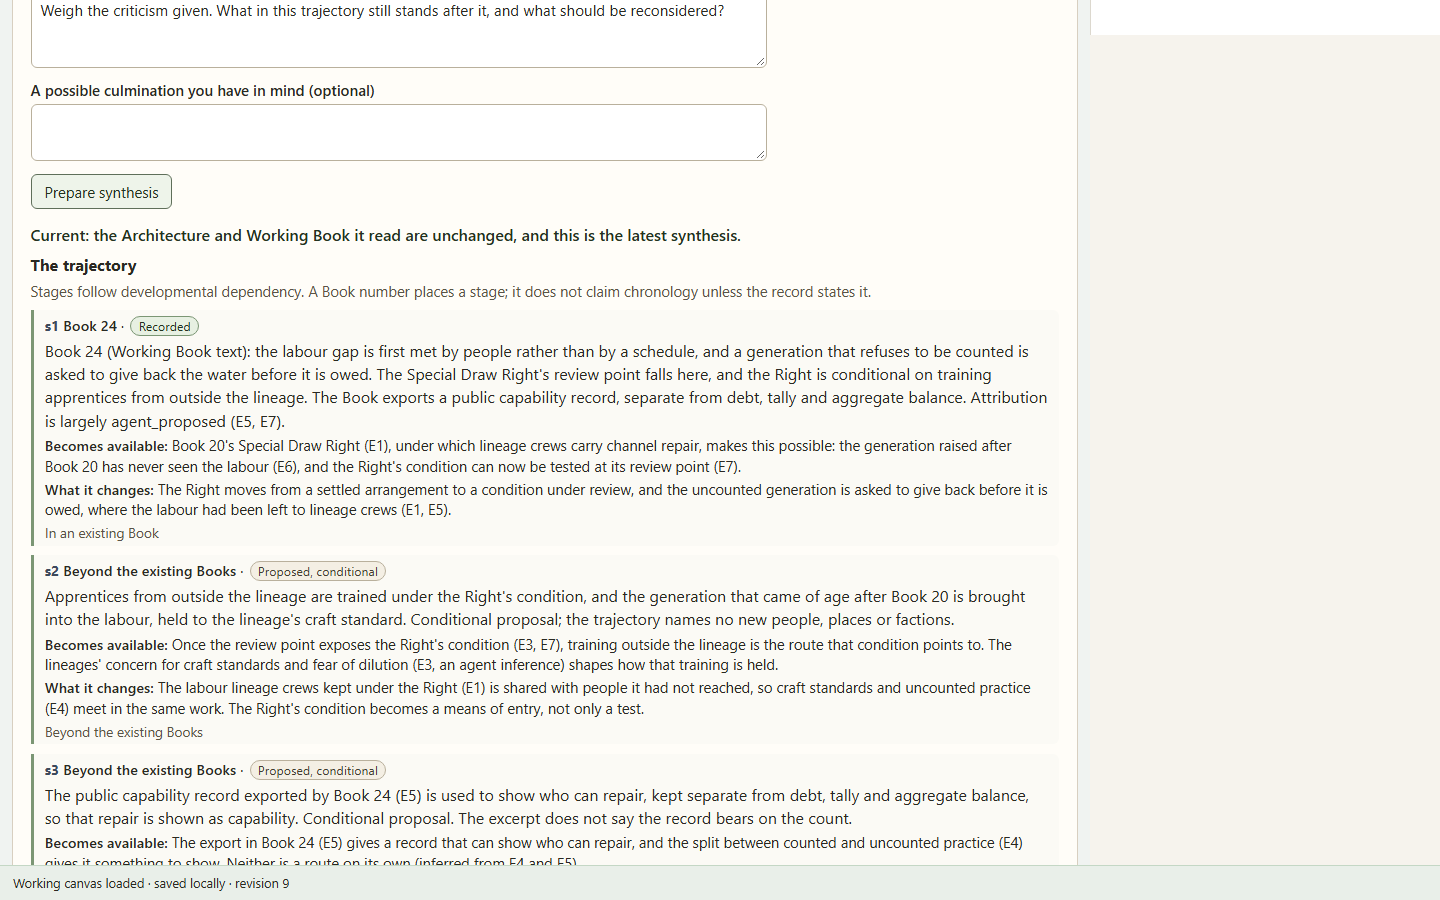 Weigh the criticism given. What in this trajectory still stands after it, and what should be reconsidered?
A possible culmination you have in mind (optional)
Prepare synthesis
Current: the Architecture and Working Book it read are unchanged, and this is the latest synthesis.
The trajectory
Stages follow developmental dependency. A Book number places a stage; it does not claim chronology unless the record states it.
s1 Book 24 · Recorded
Book 24 (Working Book text): the labour gap is first met by people rather than by a schedule, and a generation that refuses to be counted is
asked to give back the water before it is owed. The Special Draw Right's review point falls here, and the Right is conditional on training
apprentices from outside the lineage. The Book exports a public capability record, separate from debt, tally and aggregate balance. Attribution
is largely agent_proposed (E5, E7).
Becomes available: Book 20's Special Draw Right (E1), under which lineage crews carry channel repair, makes this possible: the generation raised after
Book 20 has never seen the labour (E6), and the Right's condition can now be tested at its review point (E7).
What it changes: The Right moves from a settled arrangement to a condition under review, and the uncounted generation is asked to give back before it is
owed, where the labour had been left to lineage crews (E1, E5).
In an existing Book
s2 Beyond the existing Books · Proposed, conditional
Apprentices from outside the lineage are trained under the Right's condition, and the generation that came of age after Book 20 is brought
into the labour, held to the lineage's craft standard. Conditional proposal; the trajectory names no new people, places or factions.
Becomes available: Once the review point exposes the Right's condition (E3, E7), training outside the lineage is the route that condition points to. The
lineages' concern for craft standards and fear of dilution (E3, an agent inference) shapes how that training is held.
What it changes: The labour lineage crews kept under the Right (E1) is shared with people it had not reached, so craft standards and uncounted practice
(E4) meet in the same work. The Right's condition becomes a means of entry, not only a test.
Beyond the existing Books
s3 Beyond the existing Books · Proposed, conditional
The public capability record exported by Book 24 (E5) is used to show who can repair, kept separate from debt, tally and aggregate balance,
so that repair is shown as capability. Conditional proposal. The excerpt does not say the record bears on the count.
Becomes available: The export in Book 24 (E5) gives a record that can show who can repair, and the split between counted and uncounted practice (E4)
gives it something to show. Neither is a route on its own (inferred from E4 and E5).
Working canvas loaded · saved locally · revision 9